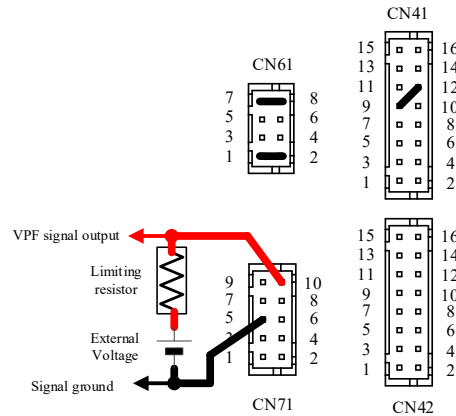 CN41
15 16
13 14
11 12
9 10
7 8
5 6
3 4
1 2
CN61
7 8
5 6
3 4
1 2
VPF signal output
Limiting
resistor
External
Voltage
Signal ground
9 10
7 8
5 6
4
1 2
CN71
15 16
13 14
11 12
9 10
7 8
5 6
3 4
1 2
CN42